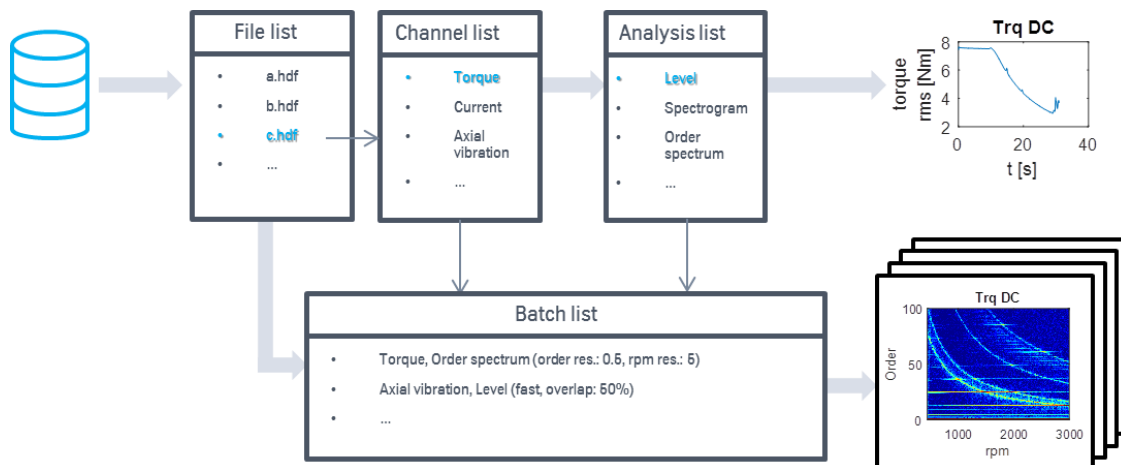 File list
• a.hdf
• b.hdf
• c.hdf
• ...
Channel list
• Torque
• Current
• Axial
vibration
• ...
Analysis list
• Level
• Spectrogram
• Order
spectrum
• ...
Trq DC
torque
rms [Nm]
8
6
4
2
0
20
40
t [s]
Batch list
• Torque, Order spectrum (order res.: 0.5, rpm res.: 5)
• Axial vibration, Level (fast, overlap: 50%)
• ...
Trq DC
Order
100
50
0
1000
2000
3000
rpm